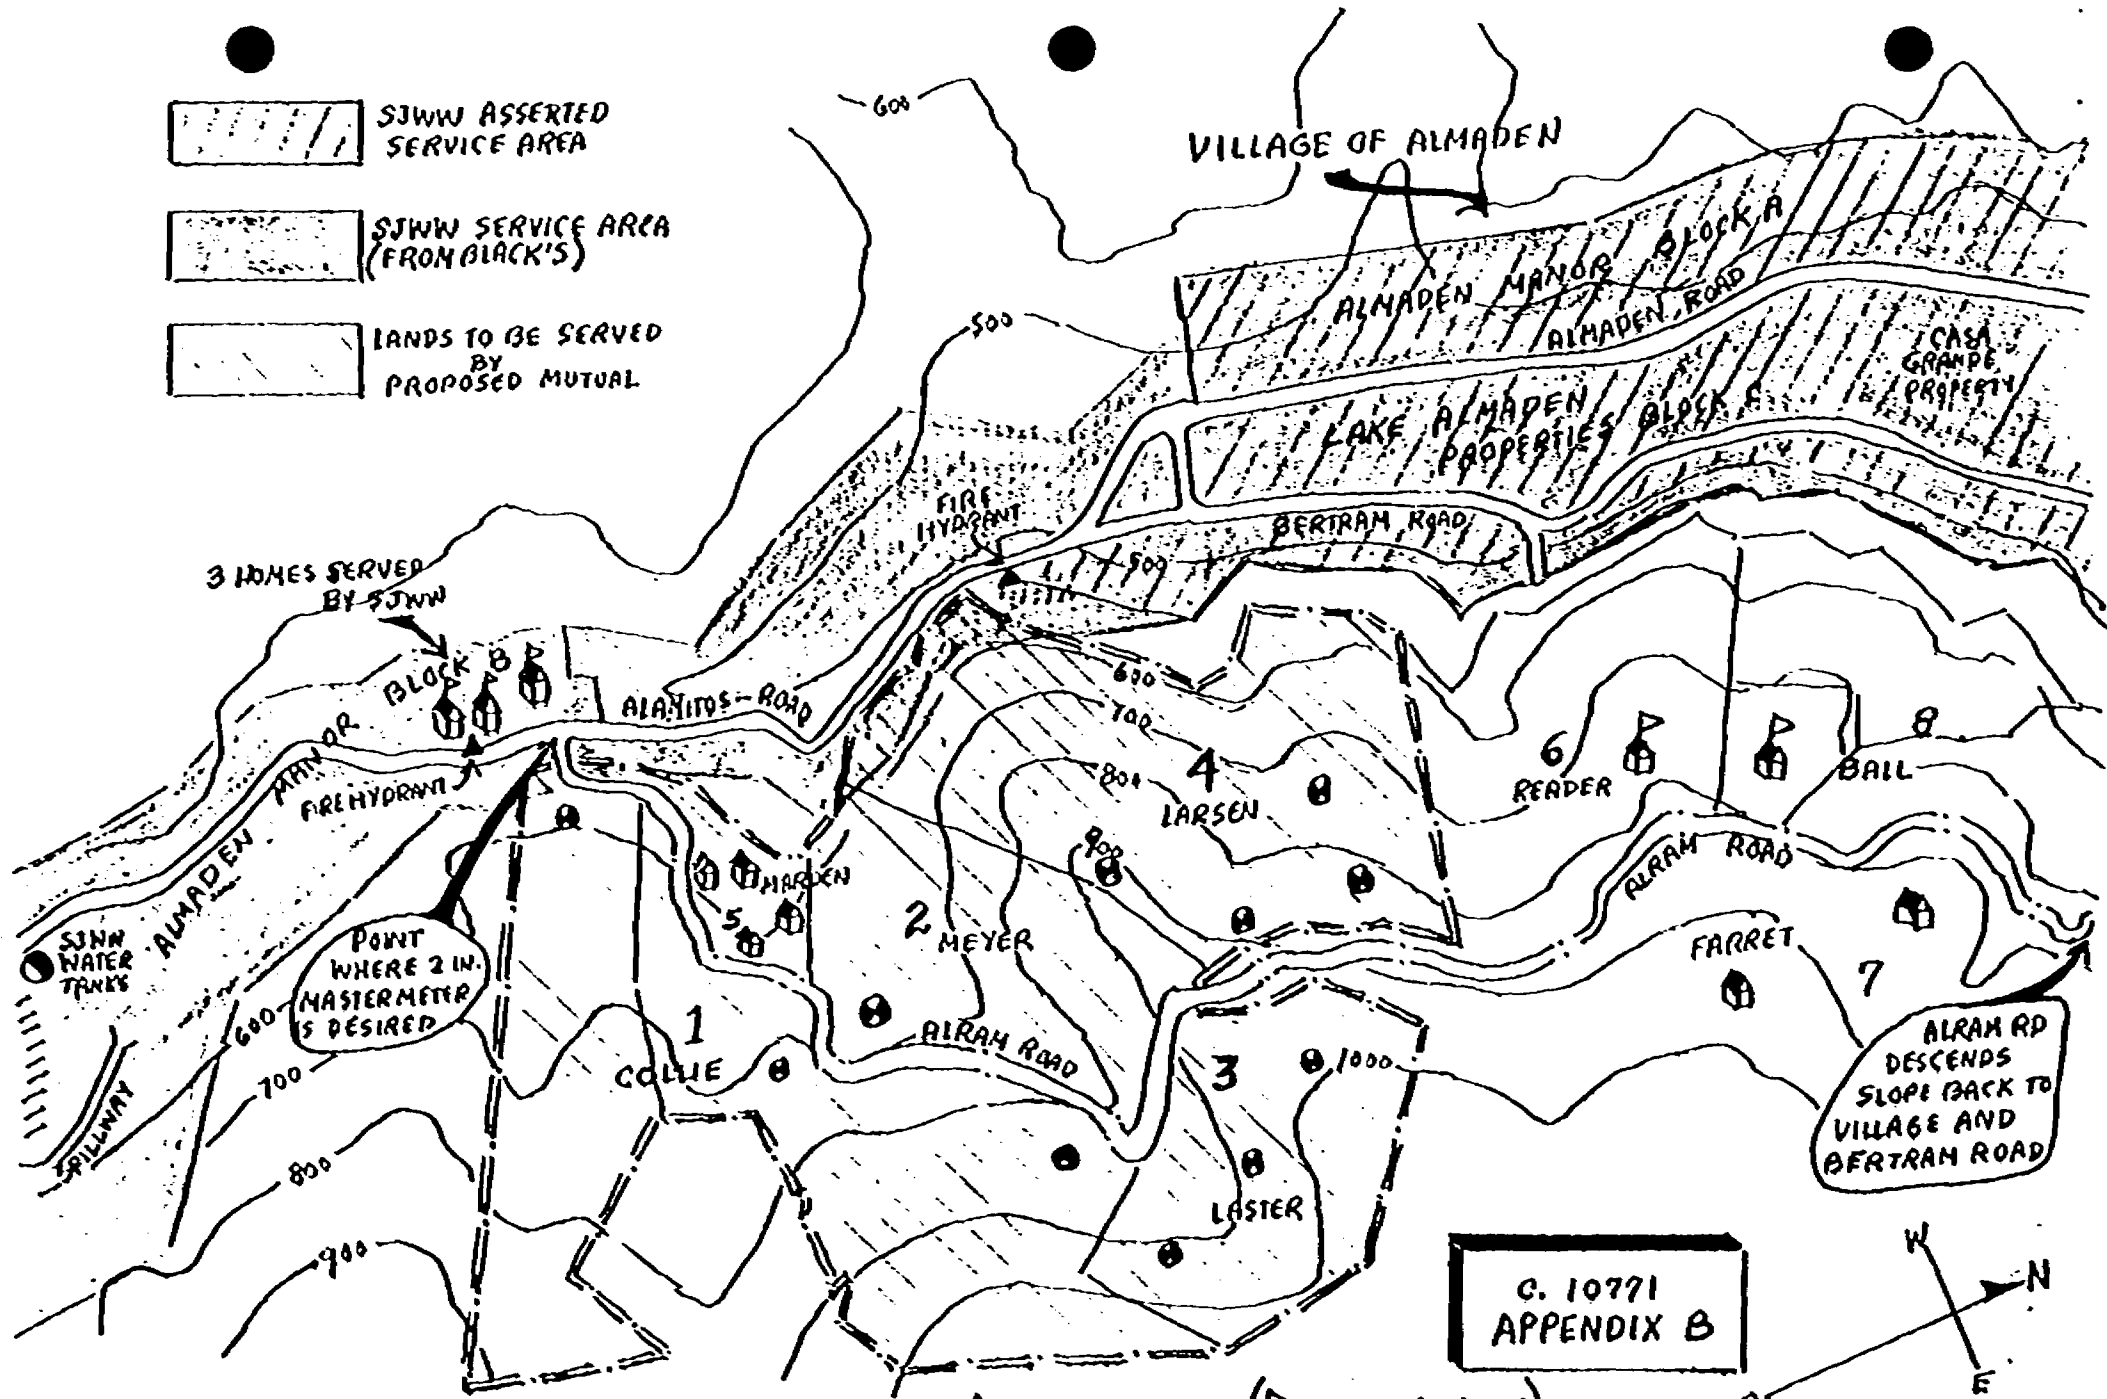 SJWW ASSERTED
SERVICE AREA
SJWW SERVICE AREA
(FROM BLACK'S)
LANDS TO BE SERVED
BY
PROPOSED MUTUAL
600
VILLAGE OF ALMADEN
500
ALMADEN MANOR BLOCK A
ALMADEN ROAD
CASA
GRANDE
PROPERTY
LAKE ALMADEN
PROPERTIES BLOCK
FIRE
HYDRANT
BERTRAM ROAD
500
3 HOMES SERVED
BY SJWW
ALMADEN MANOR BLOCK B
ALAMITOS ROAD
FIRE HYDRANT
600
700
800
900
4
LARSEN
6
READER
8
BALL
ALRAM ROAD
MARDEN
5
2
MEYER
FARRET
7
SJWW
WATER
TANKS
POINT
WHERE 2 IN.
MASTER METER
IS DESIRED
600
700
800
900
SPILLWAY
1
COLLIE
ALRAM ROAD
3
1000
LASTER
ALRAM RD
DESCENDS
SLOPE BACK TO
VILLAGE AND
BERTRAM ROAD
C. 10771
APPENDIX B
W
N
E